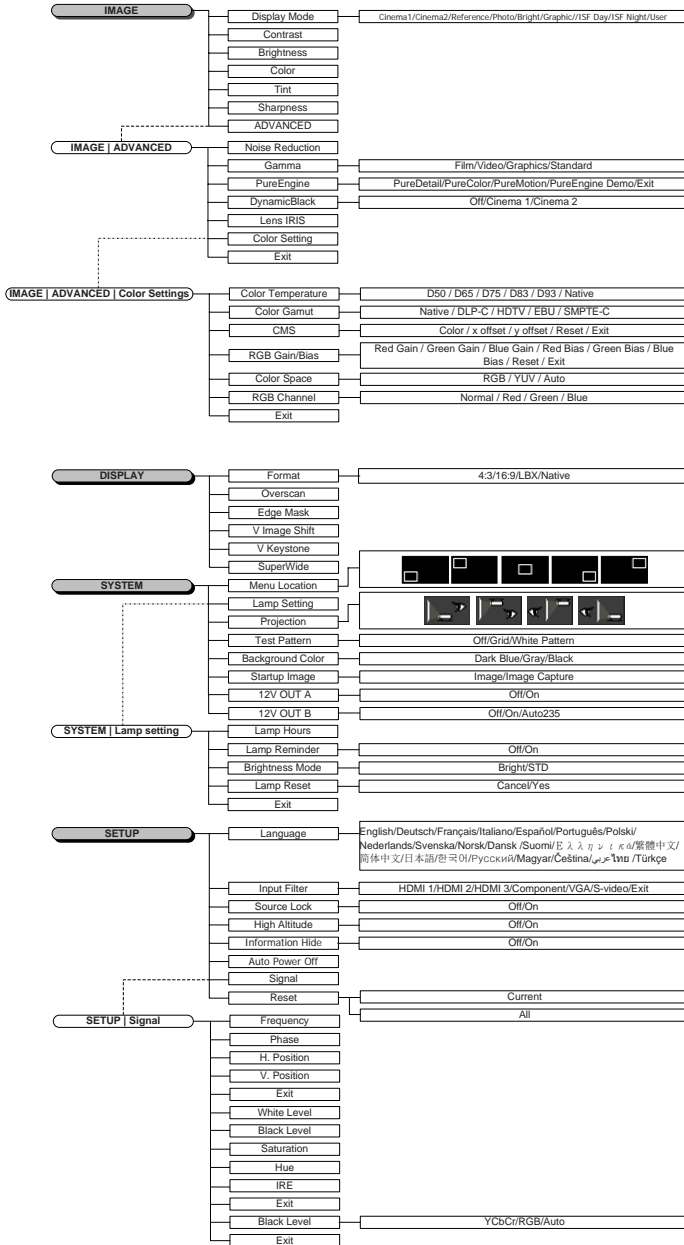 IMAGE
Display Mode
Cinema1/Cinema2/Reference/Photo/Bright/Graphic//ISF Day/ISF Night/User
Contrast
Brightness
Color
Tint
Sharpness
ADVANCED
IMAGE | ADVANCED
Noise Reduction
Gamma
Film/Video/Graphics/Standard
PureEngine
PureDetail/PureColor/PureMotion/PureEngine Demo/Exit
DynamicBlack
Off/Cinema 1/Cinema 2
Lens IRIS
Color Setting
Exit
IMAGE | ADVANCED | Color Settings
Color Temperature
D50 / D65 / D75 / D83 / D93 / Native
Color Gamut
Native / DLP-C / HDTV / EBU / SMPTE-C
CMS
Color / x offset / y offset / Reset / Exit
RGB Gain/Bias
Red Gain / Green Gain / Blue Gain / Red Bias / Green Bias / Blue
Bias / Reset / Exit
Color Space
RGB / YUV / Auto
RGB Channel
Normal / Red / Green / Blue
Exit
DISPLAY
Format
4:3/16:9/LBX/Native
Overscan
Edge Mask
V Image Shift
V Keystone
SuperWide
SYSTEM
Menu Location
Lamp Setting
Projection
Test Pattern
Off/Grid/White Pattern
Background Color
Dark Blue/Gray/Black
Startup Image
Image/Image Capture
12V OUT A
Off/On
12V OUT B
Off/On/Auto235
SYSTEM | Lamp setting
Lamp Hours
Lamp Reminder
Off/On
Brightness Mode
Bright/STD
Lamp Reset
Cancel/Yes
Exit
SETUP
Language
English/Deutsch/Français/Italiano/Español/Português/Polski/
Nederlands/Svenska/Norsk/Dansk /Suomi/Ελληνικά/繁體中文/
简体中文/日本語/한국어/Русский/Magyar/Čeština/عربي/ไทย /Türkçe
Input Filter
HDMI 1/HDMI 2/HDMI 3/Component/VGA/S-video/Exit
Source Lock
Off/On
High Altitude
Off/On
Information Hide
Off/On
Auto Power Off
Signal
Reset
Current
All
SETUP | Signal
Frequency
Phase
H. Position
V. Position
Exit
White Level
Black Level
Saturation
Hue
IRE
Exit
Black Level
YCbCr/RGB/Auto
Exit